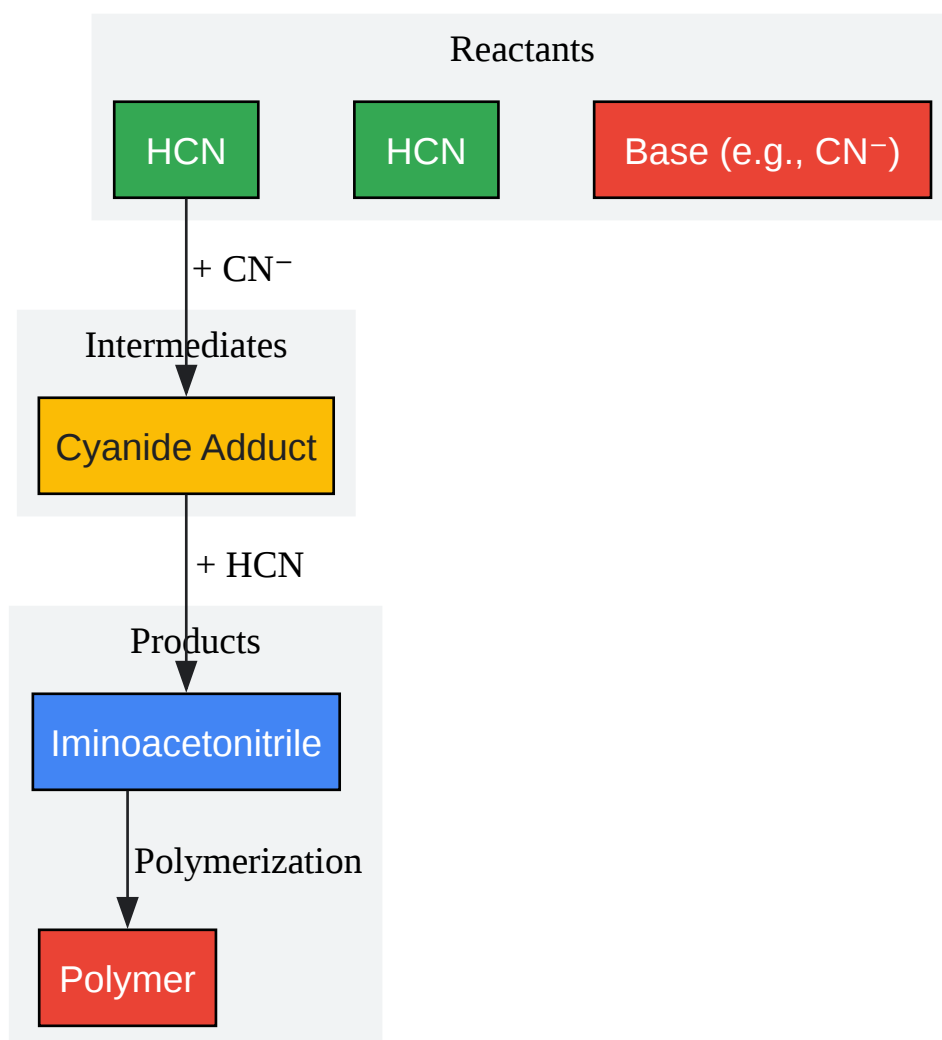 Reactants
HCN
HCN
Base (e.g., CN⁻)
+ CN⁻
Intermediates
Cyanide Adduct
+ HCN
Products
Iminoacetonitrile
Polymerization
Polymer